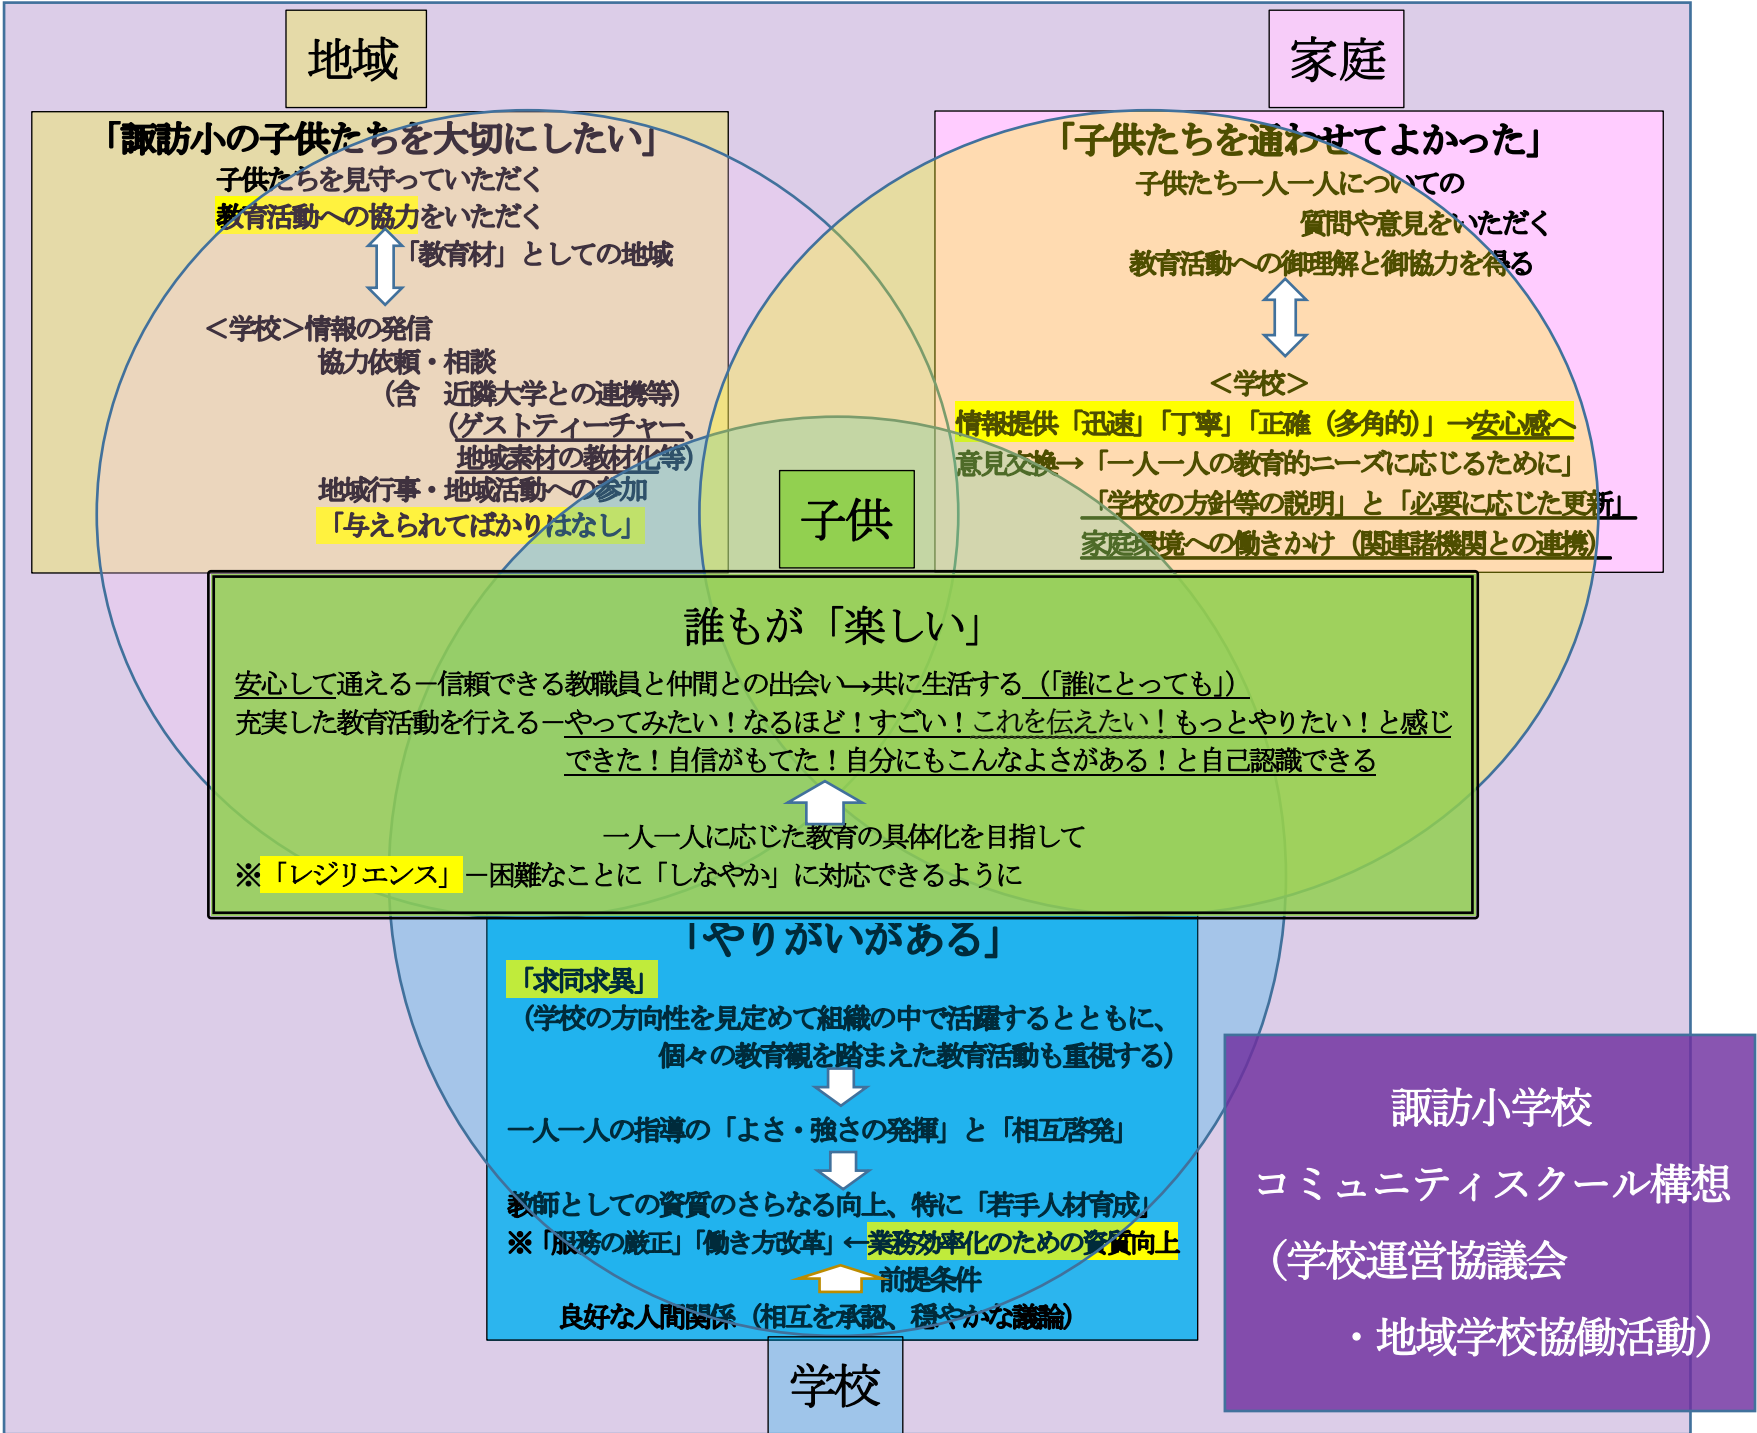 地域
「諏訪小の子供たちを大切にしたい」
子供たちを見守っていただく
教育活動への協力をいただく
「教育材」としての地域
＜学校＞情報の発信
協力依頼・相談
（含　近隣大学との連携等）
（ゲストティーチャー、
地域素材の教材化等）
地域行事・地域活動への参加
「与えられてばかりはなし」
家庭
「子供たちを通わせてよかった」
子供たち一人一人についての
質問や意見をいただく
教育活動への御理解と御協力を得る
＜学校＞
情報提供「迅速」「丁寧」「正確（多角的）」→安心感へ
意見交換→「一人一人の教育的ニーズに応じるために」
「学校の方針等の説明」と「必要に応じた更新」
家庭環境への働きかけ（関連諸機関との連携）
子供
誰もが「楽しい」
安心して通える－信頼できる教職員と仲間との出会い→共に生活する（「誰にとっても」）
充実した教育活動を行える－やってみたい！なるほど！すごい！これを伝えたい！もっとやりたい！と感じ
できた！自信がもてた！自分にもこんなよさがある！と自己認識できる
一人一人に応じた教育の具体化を目指して
※「レジリエンス」－困難なことに「しなやか」に対応できるように
「やりがいがある」
「求同求異」
（学校の方向性を見定めて組織の中で活躍するとともに、
個々の教育観を踏まえた教育活動も重視する）
一人一人の指導の「よさ・強さの発揮」と「相互啓発」
教師としての資質のさらなる向上、特に「若手人材育成」
※「服務の厳正」「働き方改革」←業務効率化のための資質向上
前提条件
良好な人間関係（相互を承認、穏やかな議論）
学校
諏訪小学校
コミュニティスクール構想
（学校運営協議会
・地域学校協働活動）